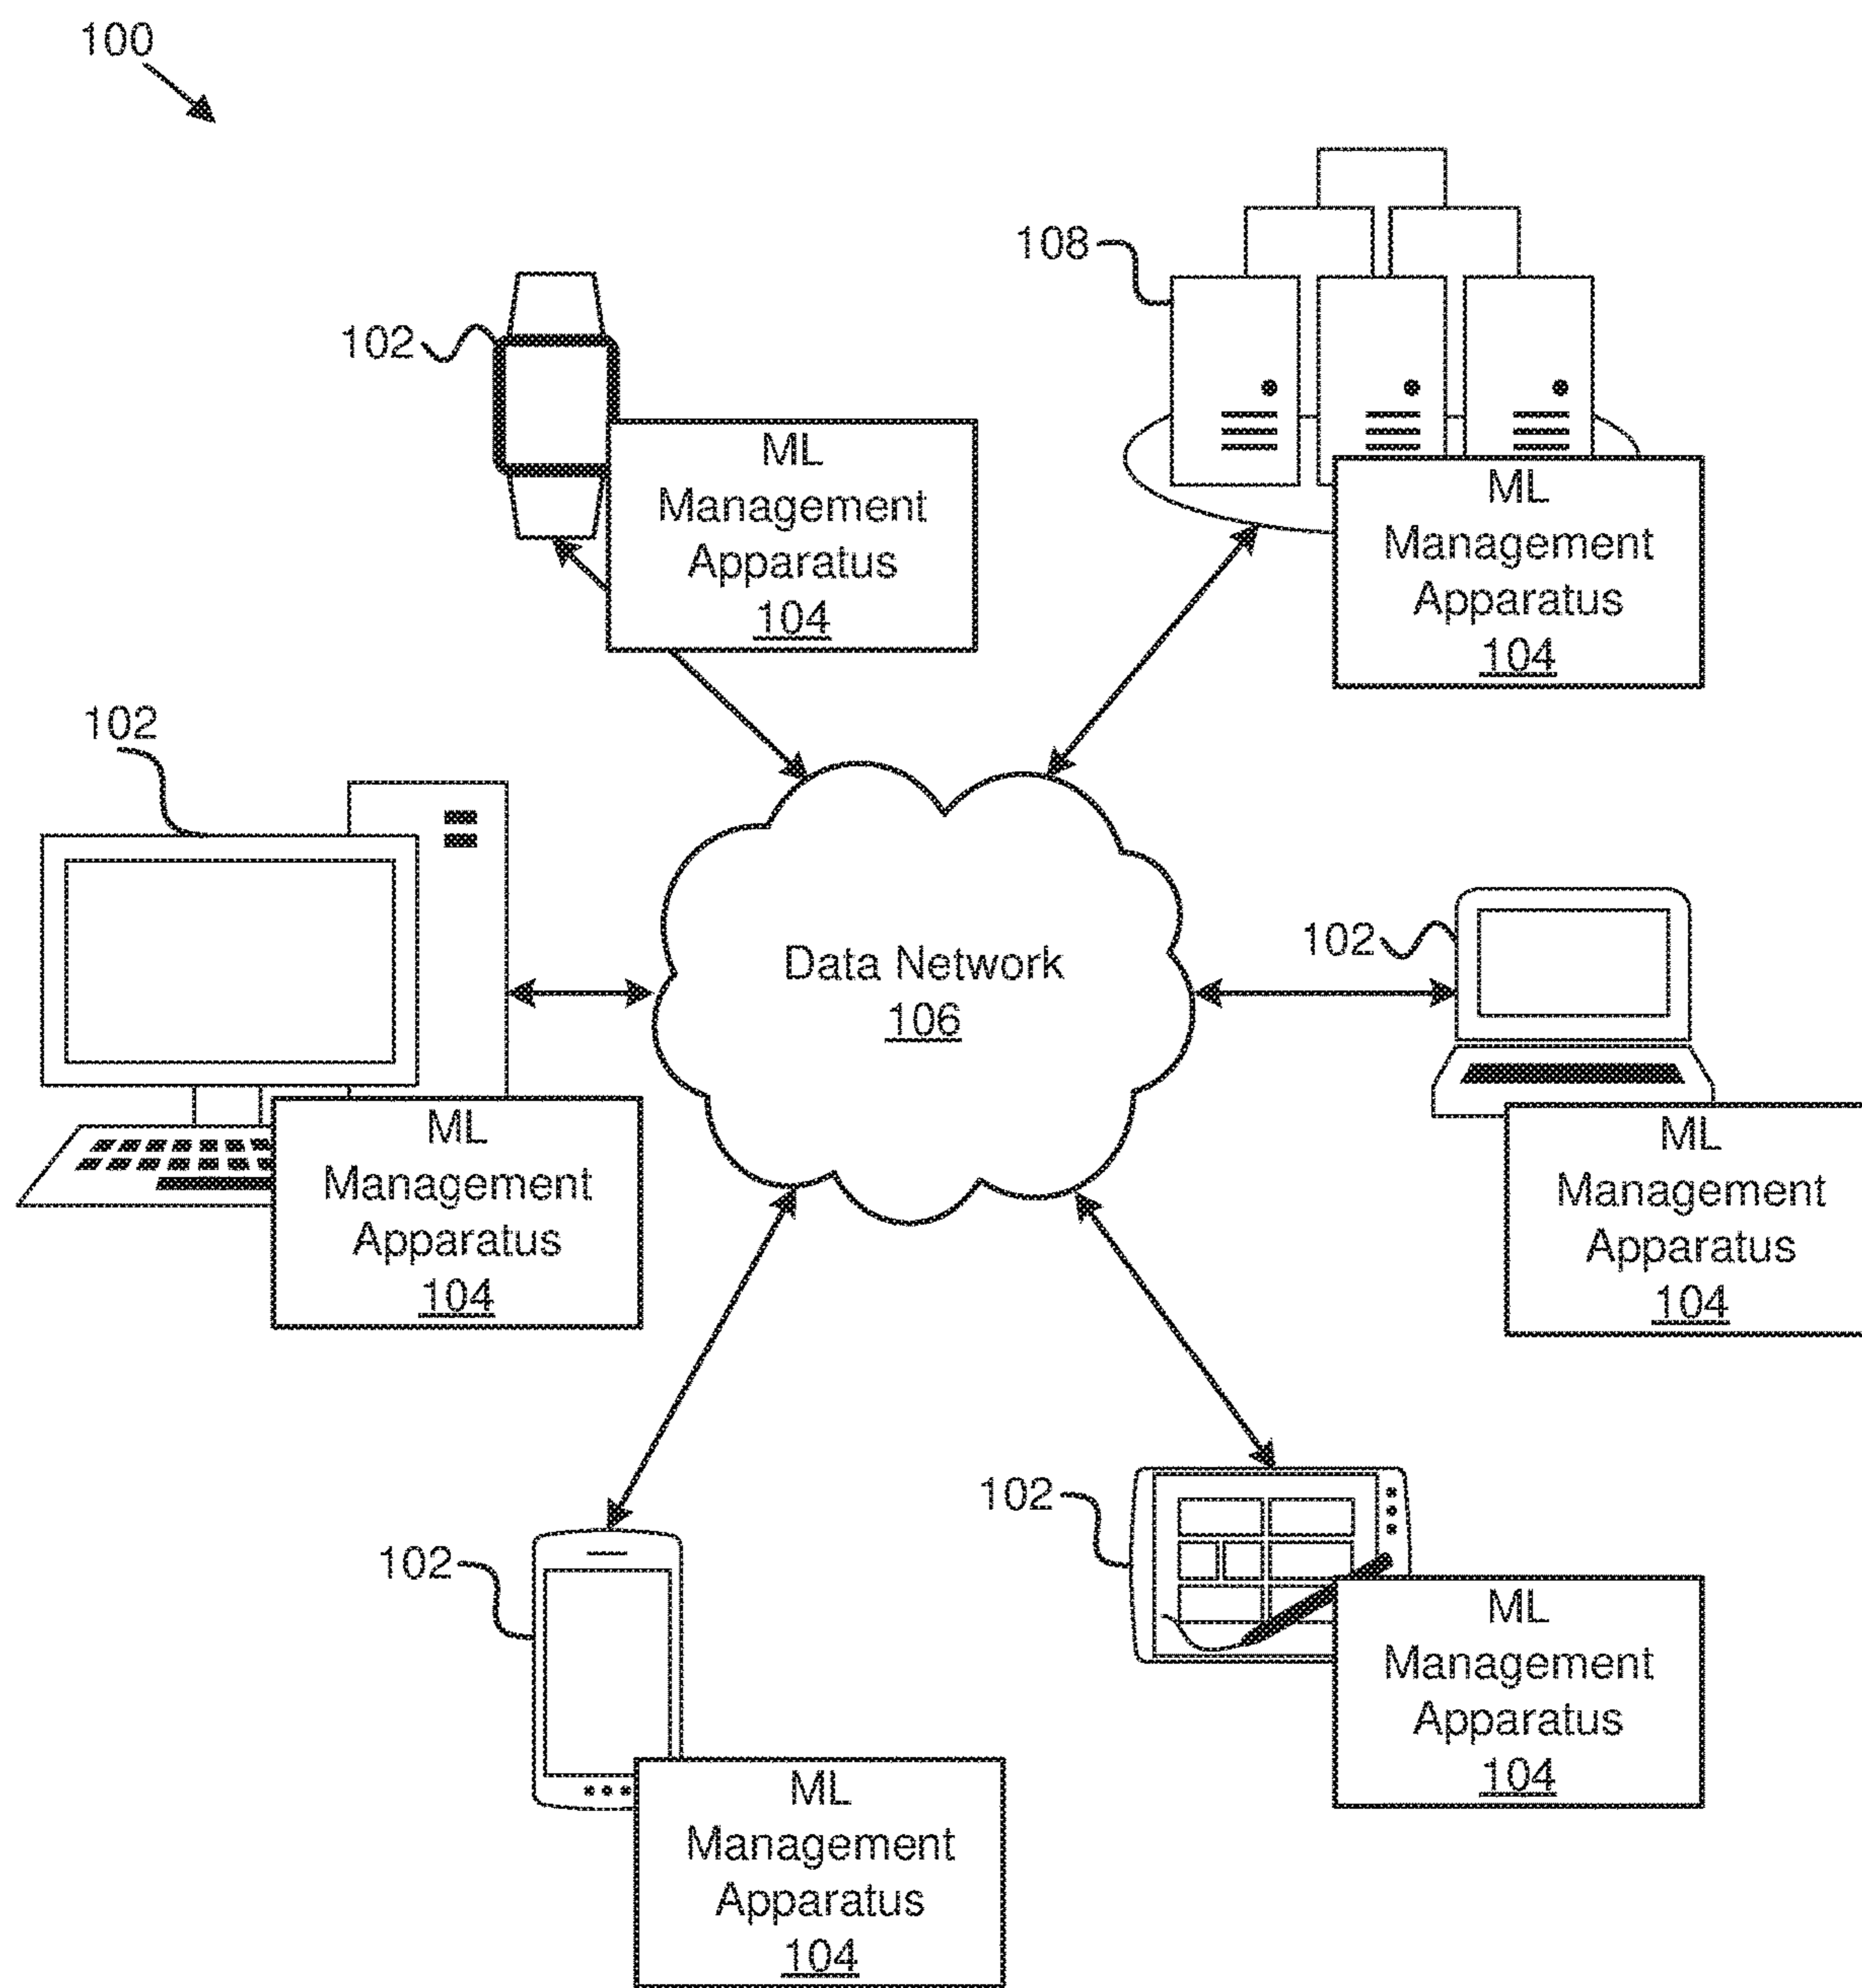 100
108
102
ML
Management
Apparatus
104
ML
Management
Apparatus
104
102
Data Network
106
102
ML
Management
Apparatus
104
ML
Management
Apparatus
104
102
102
ML
Management
Apparatus
104
ML
Management
Apparatus
104